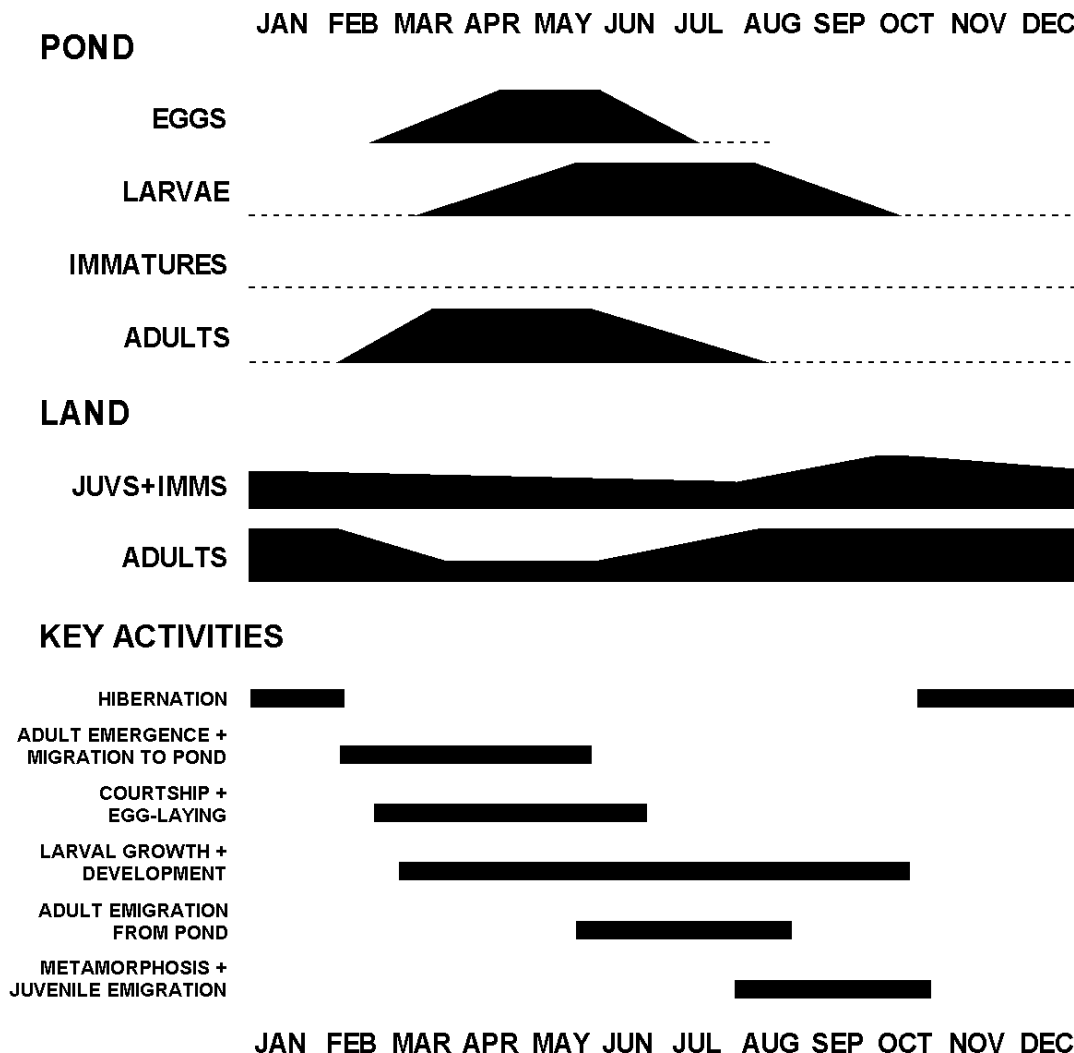 JAN FEB MAR APR MAY JUN JUL AUG SEP OCT NOV DEC
POND
EGGS
LARVAE
IMMATURES
ADULTS
LAND
JUVS+IMMS
ADULTS
KEY ACTIVITIES
HIBERNATION
ADULT EMERGENCE +
MIGRATION TO POND
COURTSHIP +
EGG-LAYING
LARVAL GROWTH +
DEVELOPMENT
ADULT EMIGRATION
FROM POND
METAMORPHOSIS +
JUVENILE EMIGRATION
JAN FEB MAR APR MAY JUN JUL AUG SEP OCT NOV DEC